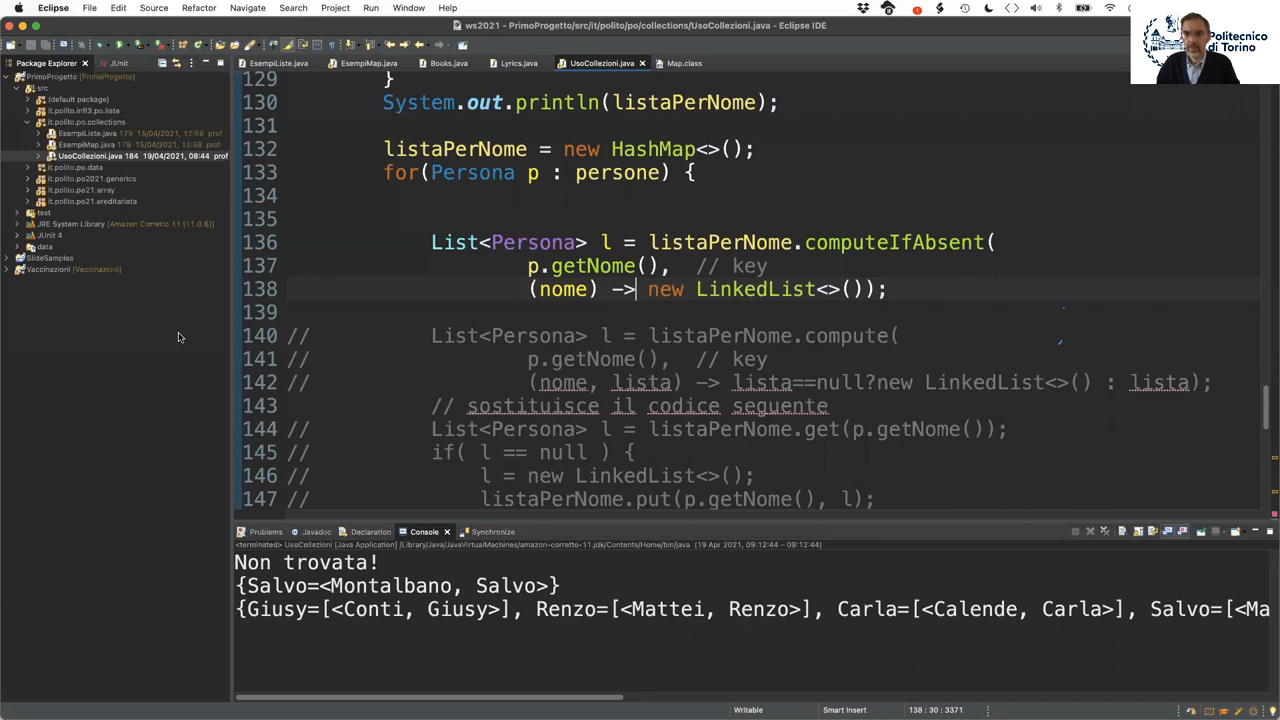 Eclipse File Edit Source Refactor Navigate Search Project Run Window Help
ws2021 - PrimoProgetto/src/it/polito/po/collections/UsoCollezioni.java - Eclipse IDE
Politecnico
di Torino
Package Explorer JUnit
EsempiListe.java EsempiMap.java Books.java Lyrics.java UsoCollezioni.java Map.class
PrimoProgetto [PrimoProgetto]
src
(default package)
it.polito.infl3.po.liste
it.polito.po.collections
EsempiListe.java 179 15/04/2021, 12:58 prof
EsempiMap.java 179 15/04/2021, 12:58 prof
UsoCollezioni.java 184 19/04/2021, 08:44 prof
it.polito.po.data
it.polito.po2021.generics
it.polito.po21.array
it.polito.po21.ereditarieta
test
JRE System Library [Amazon Corretto 11 [11.0.6]]
JUnit 4
data
SlideSamples
Vaccinazioni [Vaccinazioni]
129 }
130 System.out.println(listaPerNome);
131
132 listaPerNome = new HashMap<>();
133 for(Persona p : persone) {
134
135
136 List<Persona> l = listaPerNome.computeIfAbsent(
137 p.getNome(), // key
138 (nome) -> new LinkedList<>());
139
140 // List<Persona> l = listaPerNome.compute(
141 // p.getNome(), // key
142 // (nome, lista) -> lista==null?new LinkedList<>() : lista);
143 // sostituisce il codice seguente
144 // List<Persona> l = listaPerNome.get(p.getNome());
145 // if( l == null ) {
146 // l = new LinkedList<>();
147 // listaPerNome.put(p.getNome(), l);
Problems Javadoc Declaration Console Synchronize
<terminated> UsoCollezioni [Java Application] /Library/Java/JavaVirtualMachines/amazon-corretto-11.jdk/Contents/Home/bin/java (19 Apr 2021, 09:12:44 – 09:12:44)
Non trovata!
{Salvo=<Montalbano, Salvo>}
{Giusy=[<Conti, Giusy>], Renzo=[<Mattei, Renzo>], Carla=[<Calende, Carla>], Salvo=[<Ma
Writable Smart Insert 138 : 30 : 3371